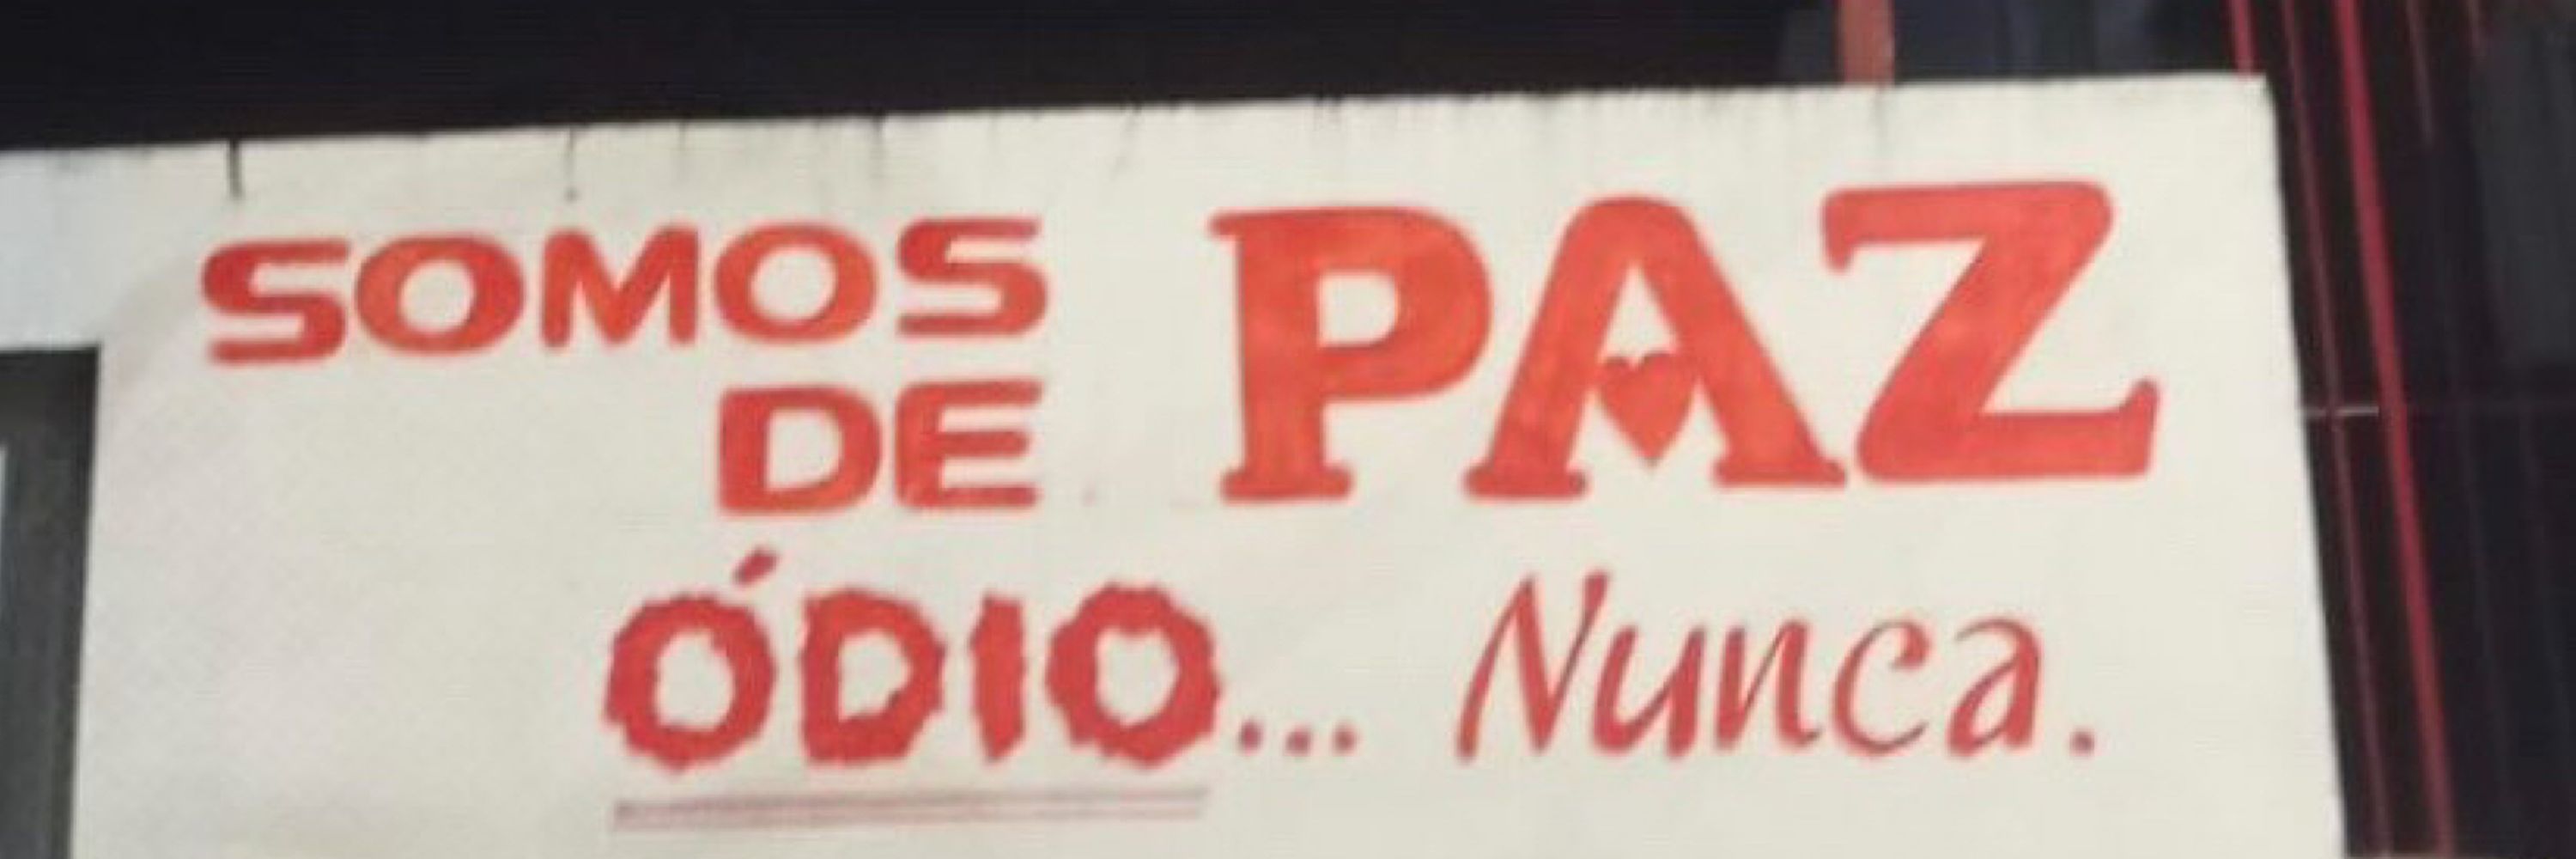 SOMOS
DE PAZ
ÓDIO... Nunca.